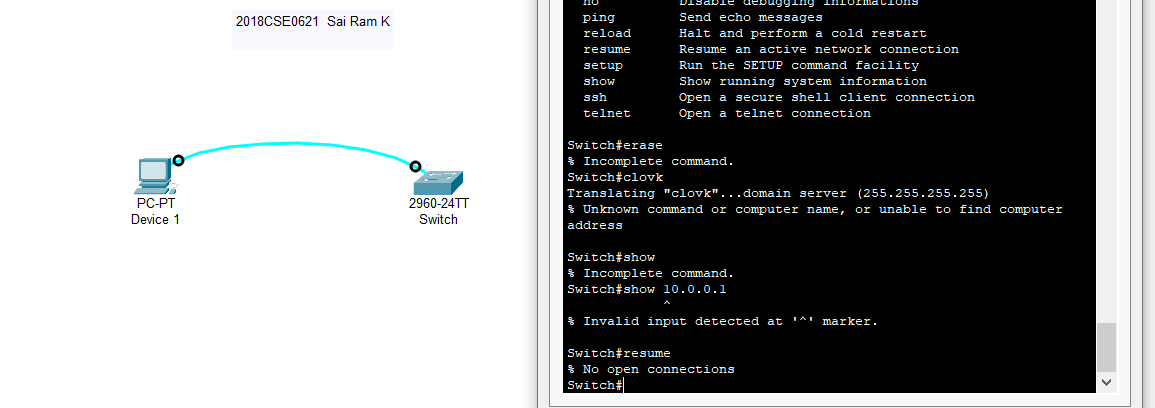 2018CSE0621  Sai Ram K
PC-PT
Device 1
2960-24TT
Switch
no          Disable debugging informations
ping        Send echo messages
reload      Halt and perform a cold restart
resume      Resume an active network connection
setup       Run the SETUP command facility
show        Show running system information
ssh         Open a secure shell client connection
telnet      Open a telnet connection
Switch#erase
% Incomplete command.
Switch#clovk
Translating "clovk"...domain server (255.255.255.255)
% Unknown command or computer name, or unable to find computer
address
Switch#show
% Incomplete command.
Switch#show 10.0.0.1
^
% Invalid input detected at '^' marker.
Switch#resume
% No open connections
Switch#